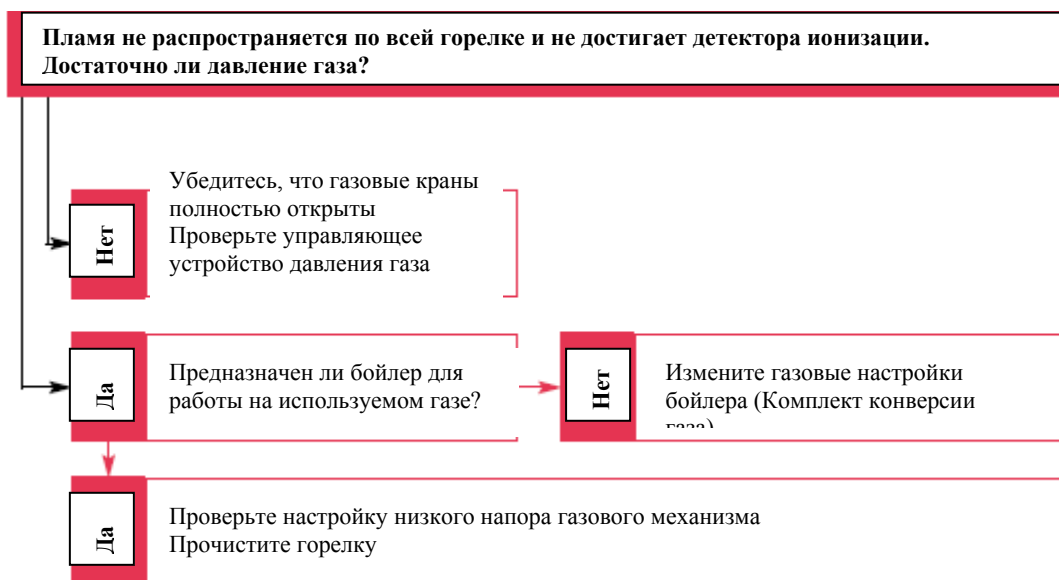 Пламя не распространяется по всей горелке и не достигает детектора ионизации.
Достаточно ли давление газа?
Нет
Убедитесь, что газовые краны
полностью открыты
Проверьте управляющее
устройство давления газа
Да
Предназначен ли бойлер для
работы на используемом газе?
Нет
Измените газовые настройки
бойлера (Комплект конверсии
газа)
Да
Проверьте настройку низкого напора газового механизма
Прочистите горелку